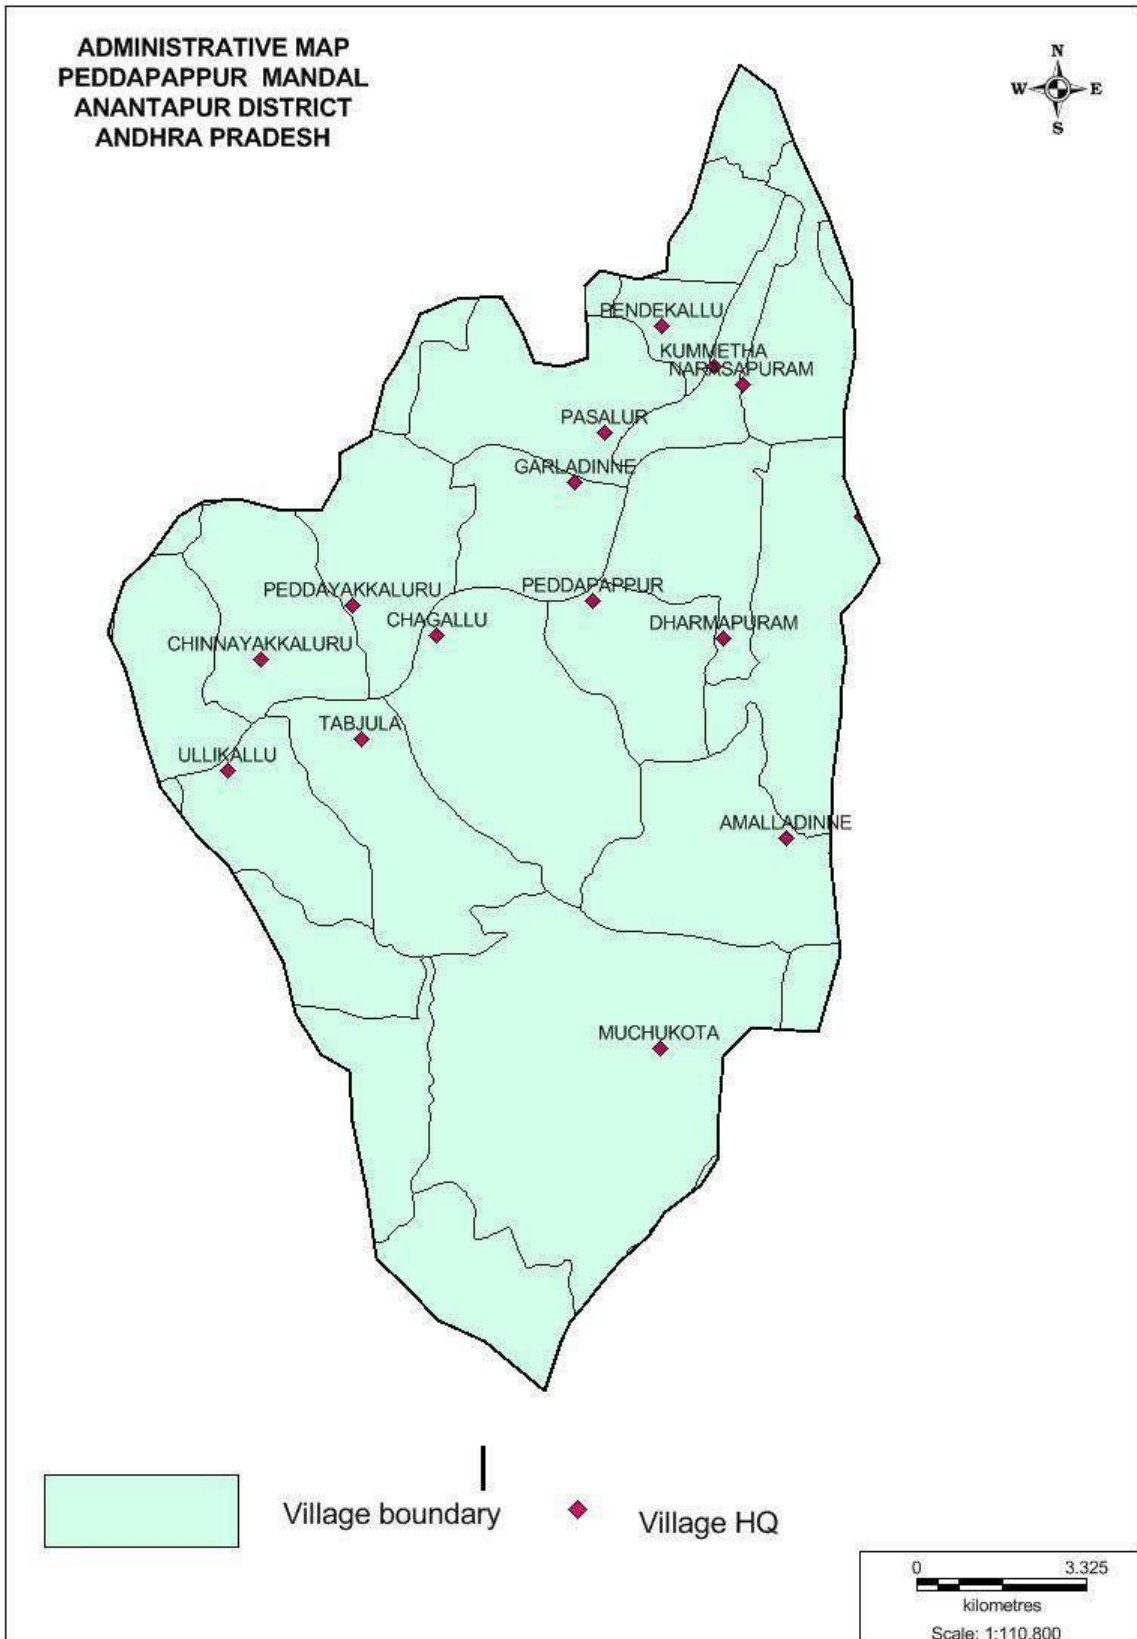 ADMINISTRATIVE MAP
PEDDAPAPPUR MANDAL
ANANTAPUR DISTRICT
ANDHRA PRADESH
N
W E
S
PENDEKALLU
KUMMETHA
NARASAPURAM
PASALUR
GARLADINNE
PEDDAYAKKALURU
PEDDAPAPPUR
CHAGALLU
DHARMAPURAM
CHINNAYAKKALURU
TABJULA
ULLIKALLU
AMALLADINNE
MUCHUKOTA
Village boundary
Village HQ
0 3.325
kilometres
Scale: 1:110,800